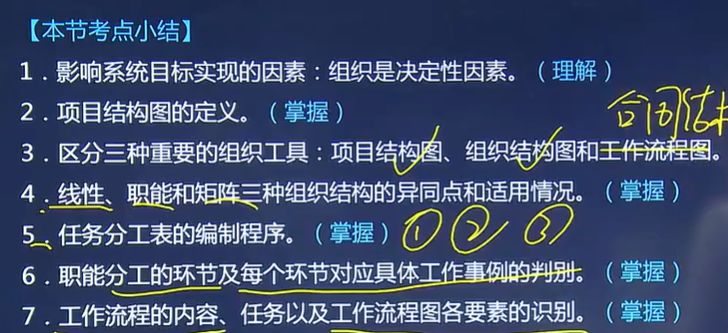 【本节考点小结】
1．影响系统目标实现的因素：组织是决定性因素。（理解）
2．项目结构图的定义。（掌握）
合同结构
3．区分三种重要的组织工具：项目结构图、组织结构图和工作流程图。
4．线性、职能和矩阵三种组织结构的异同点和适用情况。（掌握）
5．任务分工表的编制程序。（掌握）①②③
6．职能分工的环节及每个环节对应具体工作事例的判别。（掌握）
7．工作流程的内容、任务以及工作流程图各要素的识别。（掌握）